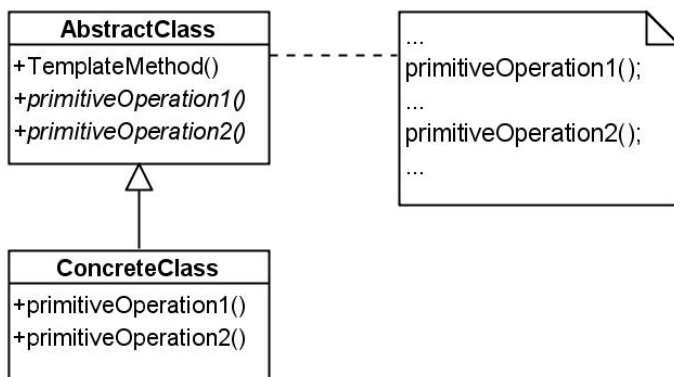 AbstractClass
+TemplateMethod()
+primitiveOperation1()
+primitiveOperation2()
...
primitiveOperation1();
...
primitiveOperation2();
...
ConcreteClass
+primitiveOperation1()
+primitiveOperation2()